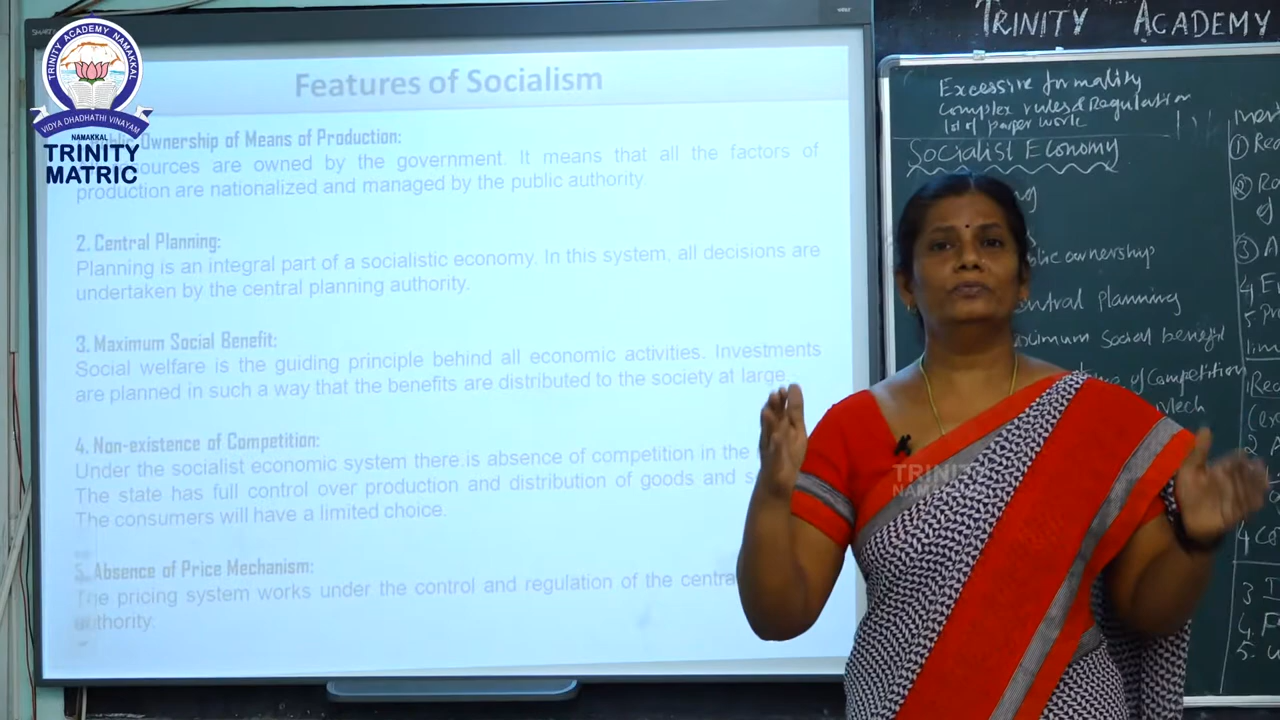 TRINITY ACADEMY NAMAKKAL
VIDYA DHADHATHI VINAYAM
NAMAKKAL
TRINITY
MATRIC
Features of Socialism
Ownership of Means of Production:
are owned by the government. It means that all the factors of
production are nationalized and managed by the public authority.
2. Central Planning:
Planning is an integral part of a socialistic economy. In this system, all decisions are
undertaken by the central planning authority.
3. Maximum Social Benefit:
Social welfare is the guiding principle behind all economic activities. Investments
are planned in such a way that the benefits are distributed to the society at large.
4. Non-existence of Competition:
Under the socialist economic system there is absence of competition in the
The state has full control over production and distribution of goods and
The consumers will have a limited choice.
5. Absence of Price Mechanism:
The pricing system works under the control and regulation of the
authority.
TRINITY ACADEMY
Excessive formality
complex rules & Regulation
lot of paper work
Socialist Economy
ownership
planning
Social benefit
of Competition
Mech
TRINITY